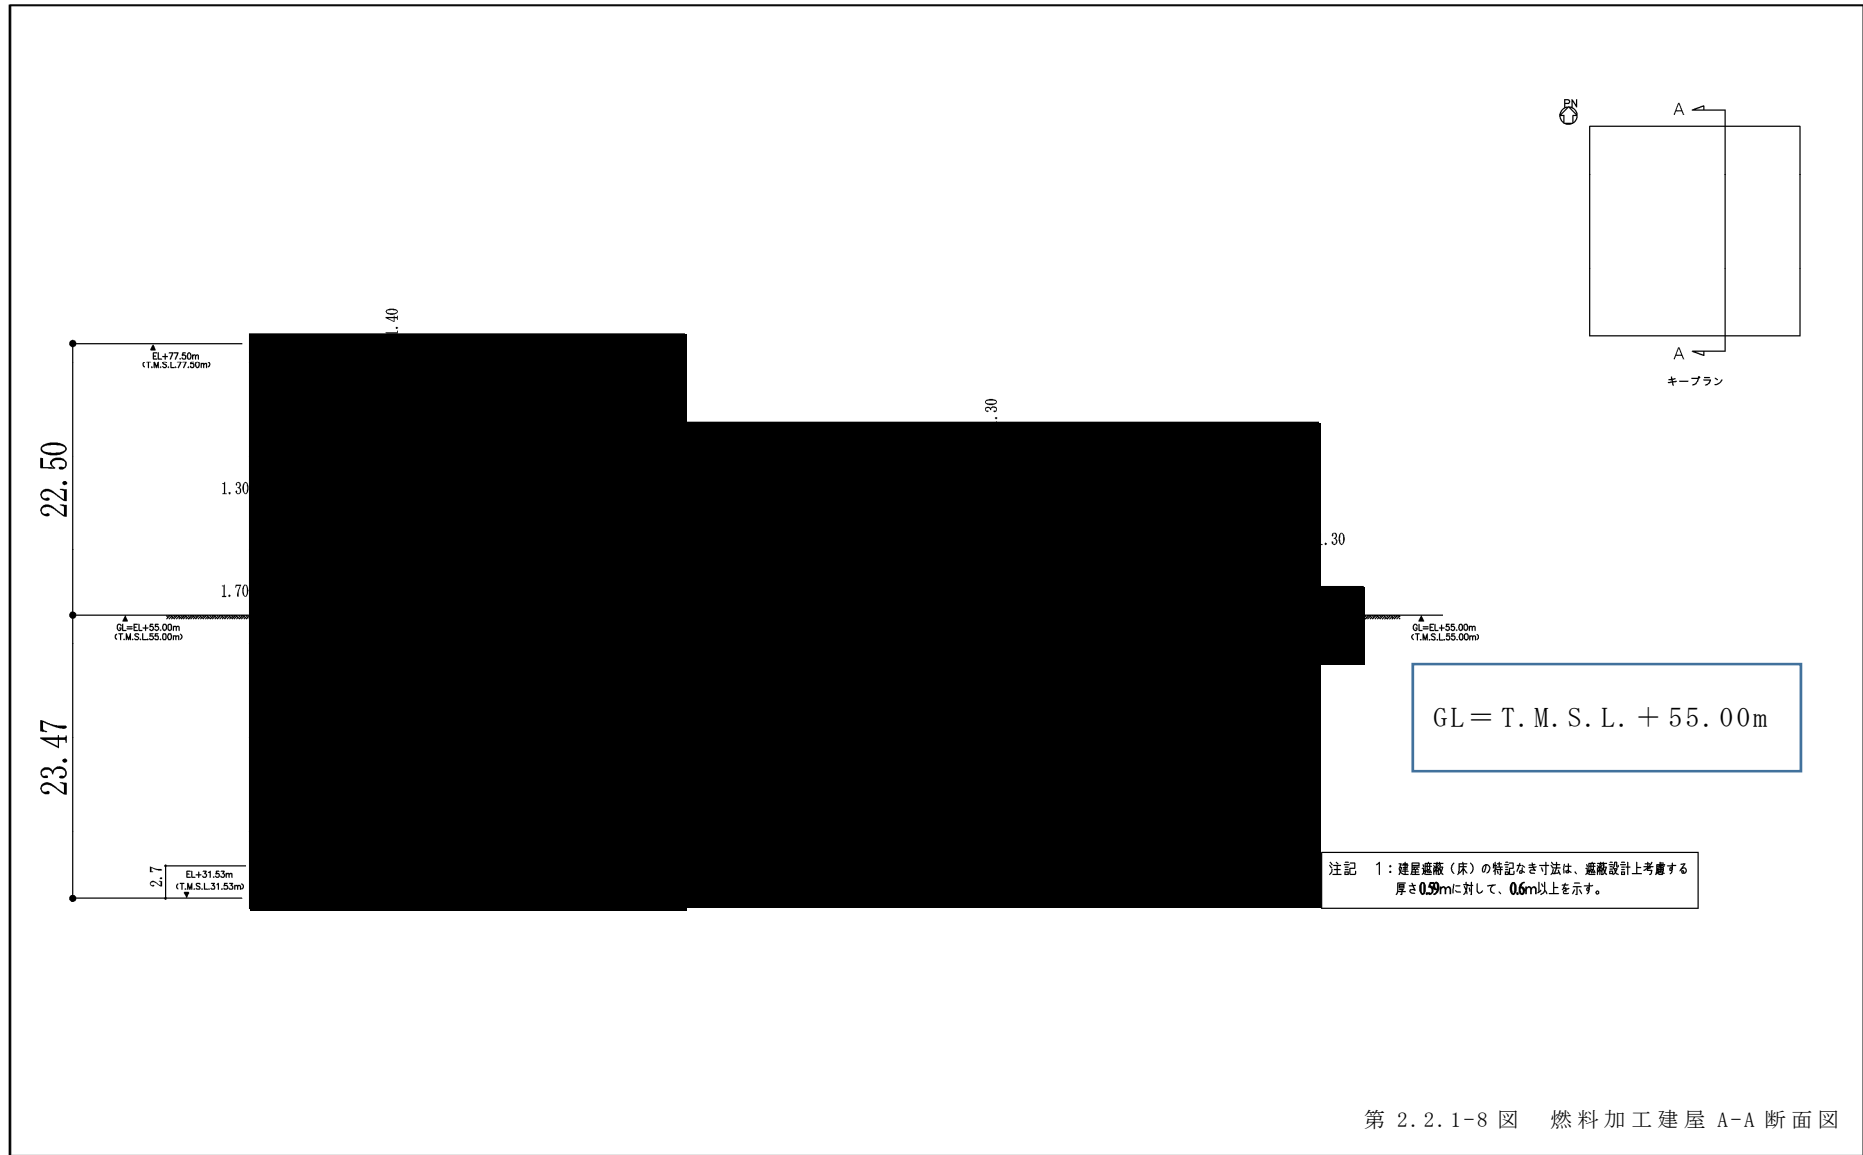 PN
A
A
キープラン
1.40
EL+77.50m
(T.M.S.L.77.50m)
.30
22.50
1.30
.30
1.70
GL=EL+55.00m
(T.M.S.L.55.00m)
GL=EL+55.00m
(T.M.S.L.55.00m)
GL=T.M.S.L.+55.00m
23.47
2.7
EL+31.53m
(T.M.S.L.31.53m)
注記 1：建屋遮蔽（床）の特記なき寸法は、遮蔽設計上考慮する
厚さ0.59mに対して、0.6m以上を示す。
第 2.2.1-8 図 燃料加工建屋 A-A 断面図